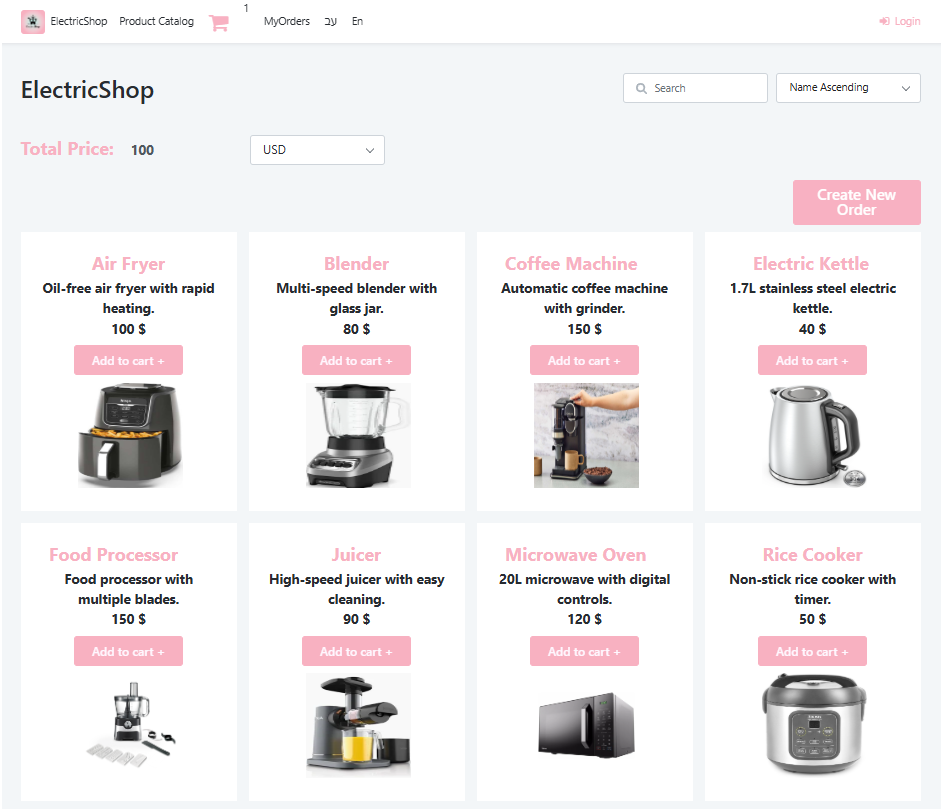 ElectricShop Product Catalog 1 MyOrders עב En Login
ElectricShop
Search
Name Ascending
Total Price: 100
USD
Create New
Order
Air Fryer
Oil-free air fryer with rapid
heating.
100 $
Add to cart +
Blender
Multi-speed blender with
glass jar.
80 $
Add to cart +
Coffee Machine
Automatic coffee machine
with grinder.
150 $
Add to cart +
Electric Kettle
1.7L stainless steel electric
kettle.
40 $
Add to cart +
Food Processor
Food processor with
multiple blades.
150 $
Add to cart +
Juicer
High-speed juicer with easy
cleaning.
90 $
Add to cart +
Microwave Oven
20L microwave with digital
controls.
120 $
Add to cart +
Rice Cooker
Non-stick rice cooker with
timer.
50 $
Add to cart +